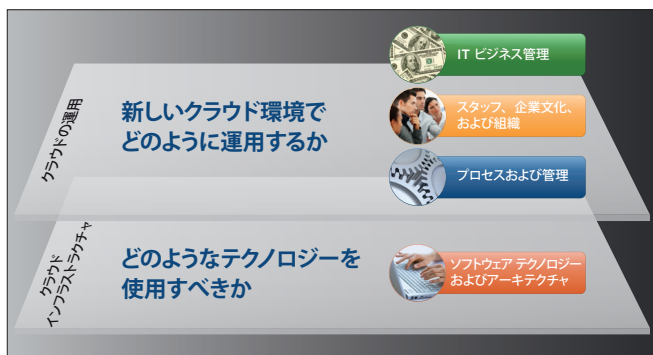 クラウドの運用
新しいクラウド環境で
どのように運用するか
IT ビジネス管理
スタッフ、企業文化、
および組織
プロセスおよび管理
クラウド
インフラストラクチャ
どのようなテクノロジーを
使用すべきか
ソフトウェア テクノロジー
およびアーキテクチャ